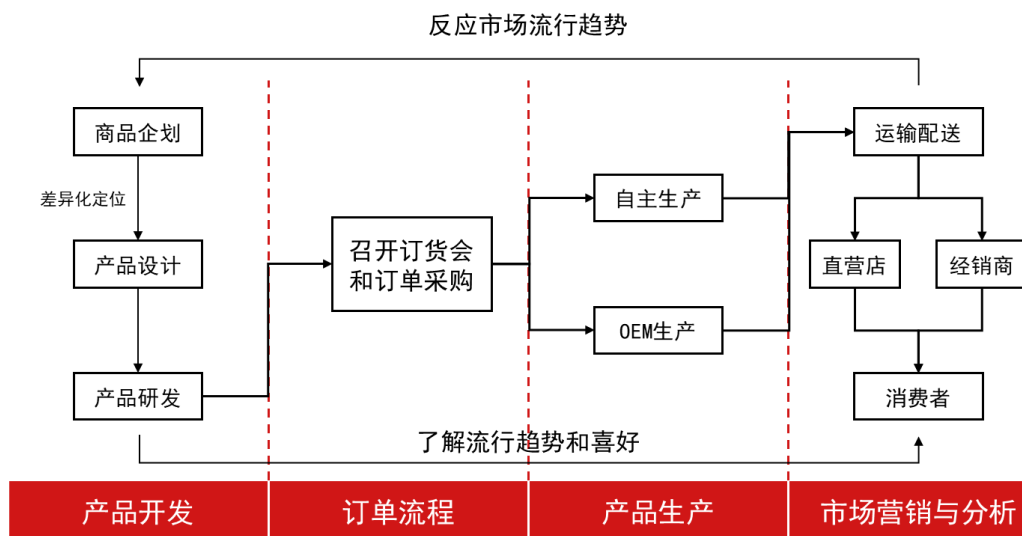 反应市场流行趋势
商品企划
差异化定位
产品设计
产品研发
召开订货会
和订单采购
自主生产
OEM生产
运输配送
直营店
经销商
消费者
了解流行趋势和喜好
产品开发
订单流程
产品生产
市场营销与分析